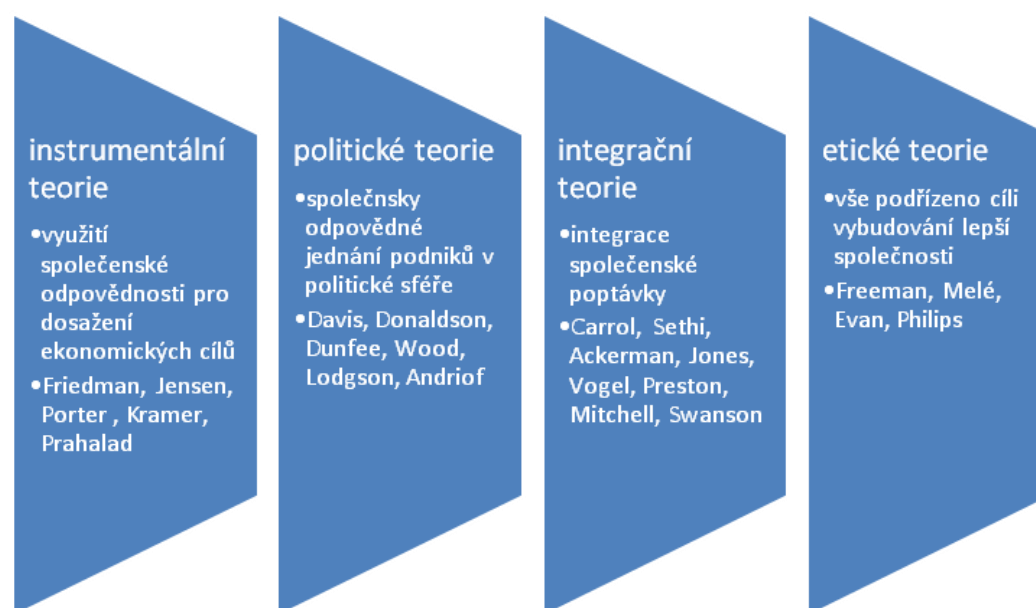 instrumentální
teorie
•využití
společenské
odpovědnosti pro
dosažení
ekonomických cílů
•Friedman, Jensen,
Porter , Kramer,
Prahalad
politické teorie
•společnsky
odpovědné
jednání podniků v
politické sféře
•Davis, Donaldson,
Dunfee, Wood,
Lodgson, Andriof
integrační
teorie
•integrace
společenské
poptávky
•Carrol, Sethi,
Ackerman, Jones,
Vogel, Preston,
Mitchell, Swanson
etické teorie
•vše podřízeno cíli
vybudování lepší
společnosti
•Freeman, Melé,
Evan, Philips